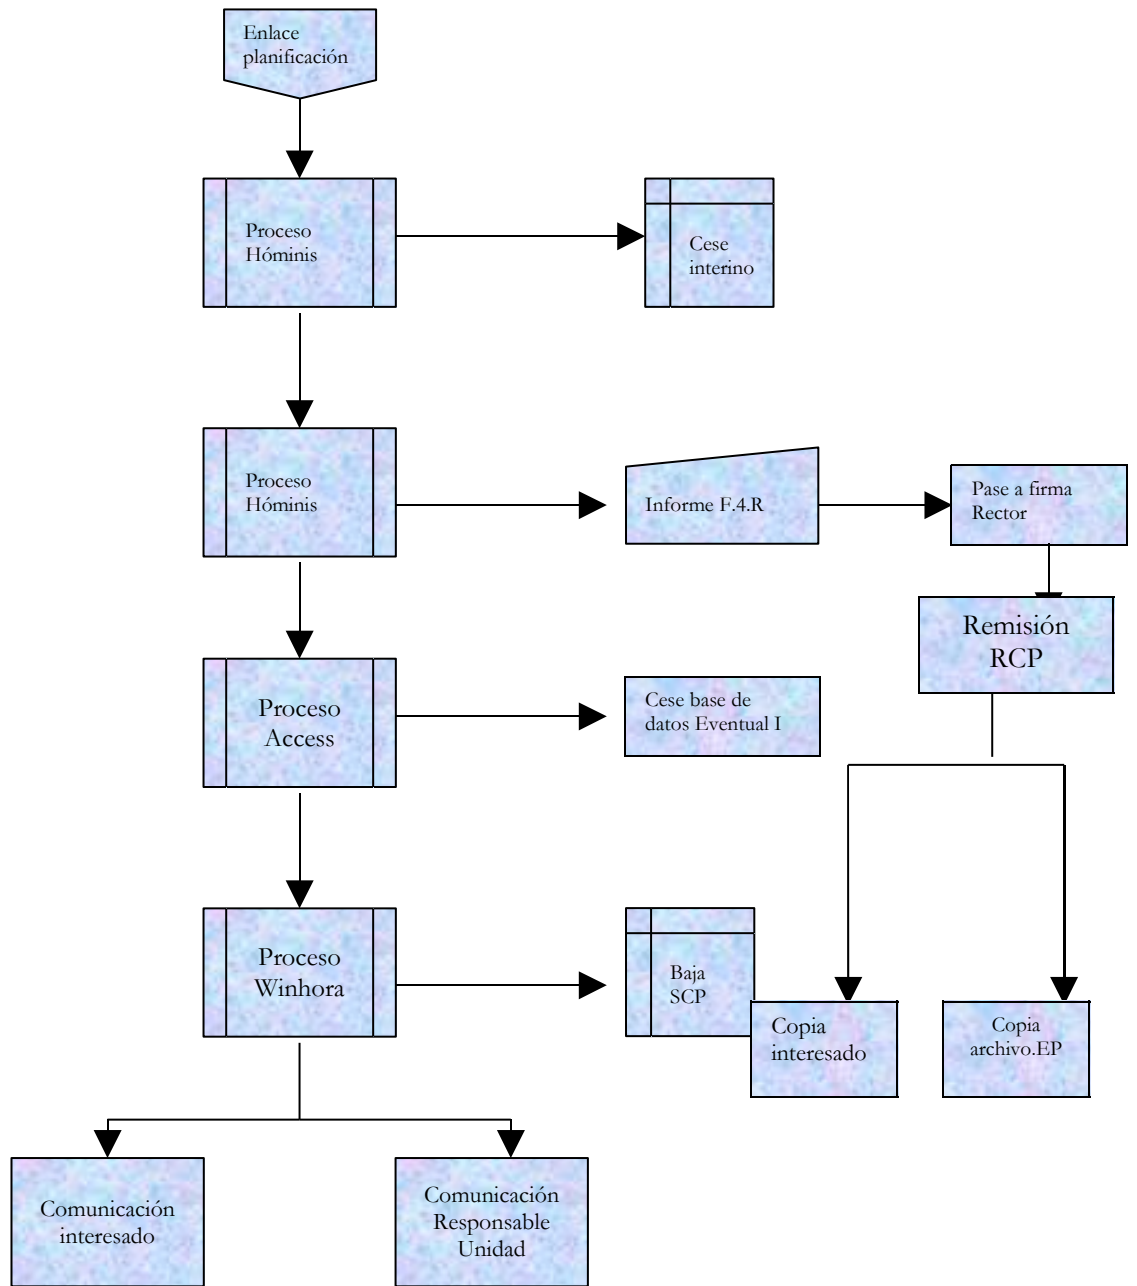 Enlace
planificación
Proceso
Hóminis
Cese
interino
Proceso
Hóminis
Informe F.4.R
Pase a firma
Rector
Remisión
RCP
Proceso
Access
Cese base de
datos Eventual I
Proceso
Winhora
Baja
SCP
Copia
interesado
Copia
archivo.EP
Comunicación
interesado
Comunicación
Responsable
Unidad